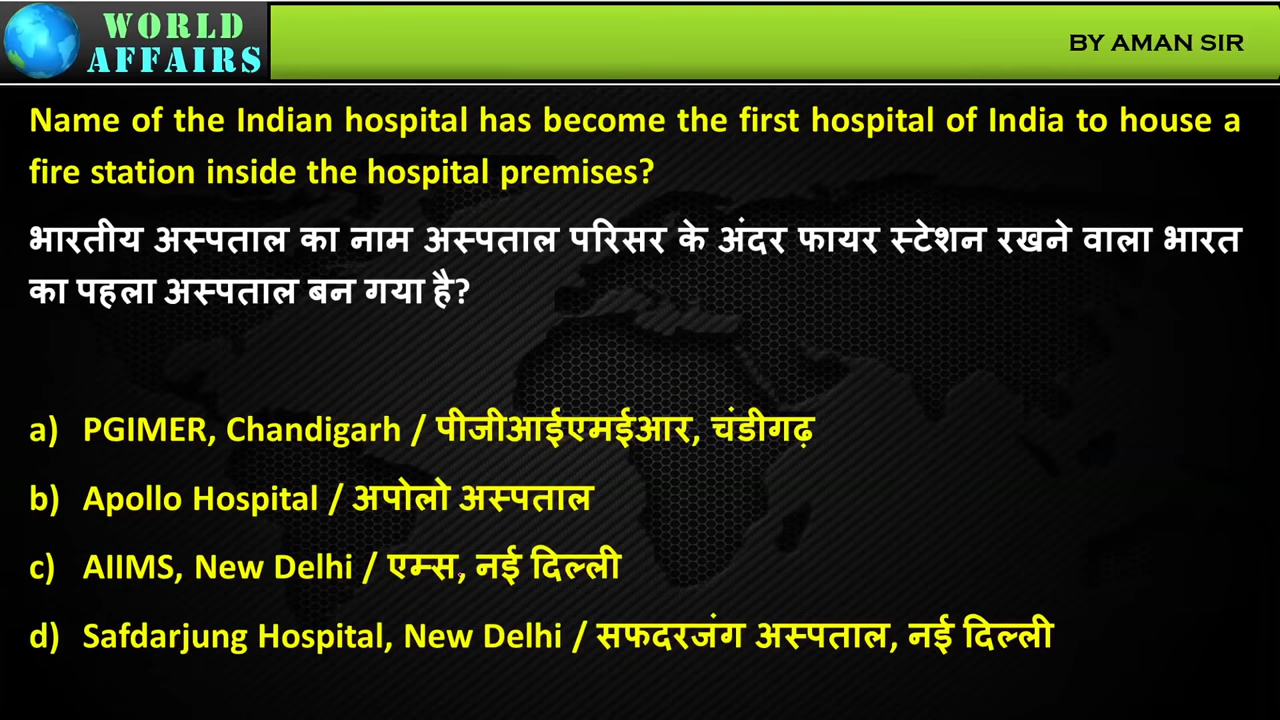 WORLD
AFFAIRS
BY AMAN SIR
Name of the Indian hospital has become the first hospital of India to house a
fire station inside the hospital premises?
भारतीय अस्पताल का नाम अस्पताल परिसर के अंदर फायर स्टेशन रखने वाला भारत
का पहला अस्पताल बन गया है?
a) PGIMER, Chandigarh / पीजीआईएमईआर, चंडीगढ़
b) Apollo Hospital / अपोलो अस्पताल
c) AIIMS, New Delhi / एम्स, नई दिल्ली
d) Safdarjung Hospital, New Delhi / सफदरजंग अस्पताल, नई दिल्ली